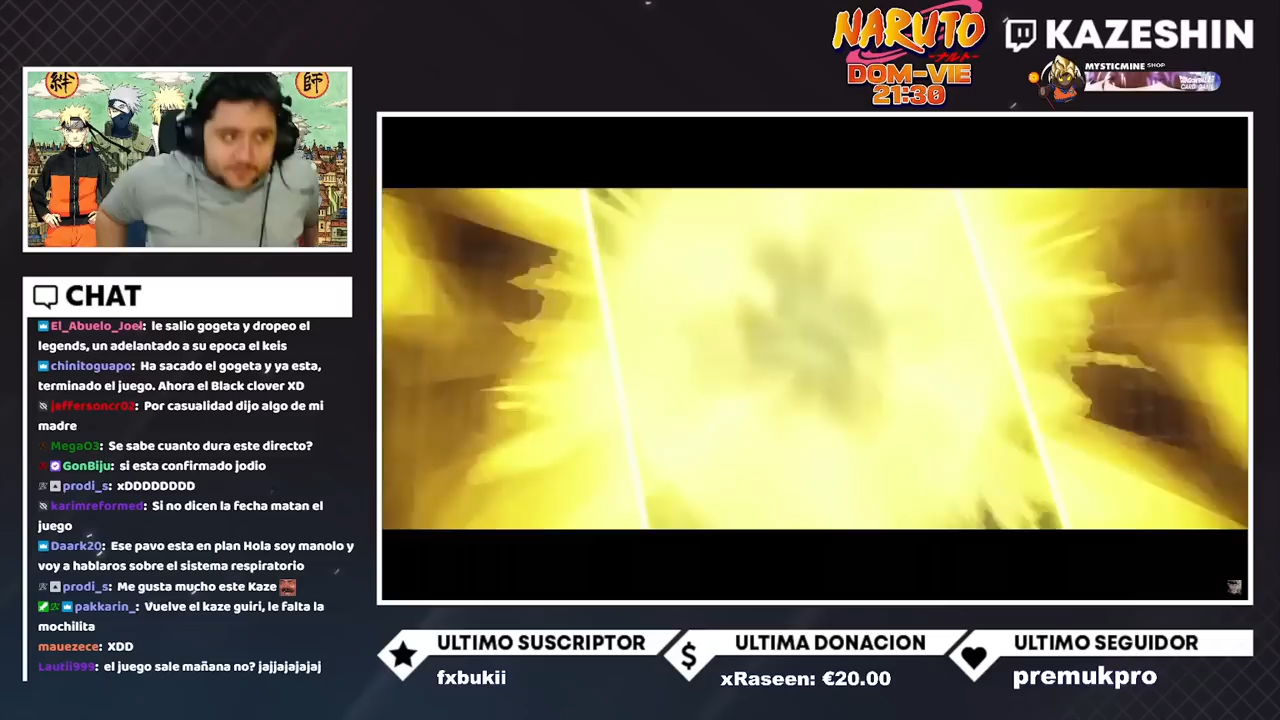 NARUTO
-ナルト-
DOM-VIE
21:30
KAZESHIN
MYSTICMINE SHOP
絆
師
CHAT
El_Abuelo_Joel: le salio gogeta y dropeo el
legends, un adelantado a su epoca el keis
chinitoguapo: Ha sacado el gogeta y ya esta,
terminado el juego. Ahora el Black clover XD
jeffersoncr02: Por casualidad dijo algo de mi
madre
MegaO3: Se sabe cuanto dura este directo?
GonBiju: si esta confirmado jodio
prodi_s: xDDDDDDDD
karimreformed: Si no dicen la fecha matan el
juego
Daark20: Ese pavo esta en plan Hola soy manolo y
voy a hablaros sobre el sistema respiratorio
prodi_s: Me gusta mucho este Kaze
pakkarin_: Vuelve el kaze guiri, le falta la
mochilita
mauezece: XDD
Lautii999: el juego sale mañana no? jajjajajajaj
ULTIMO SUSCRIPTOR
fxbukii
$
ULTIMA DONACION
xRaseen: €20.00
ULTIMO SEGUIDOR
premukpro